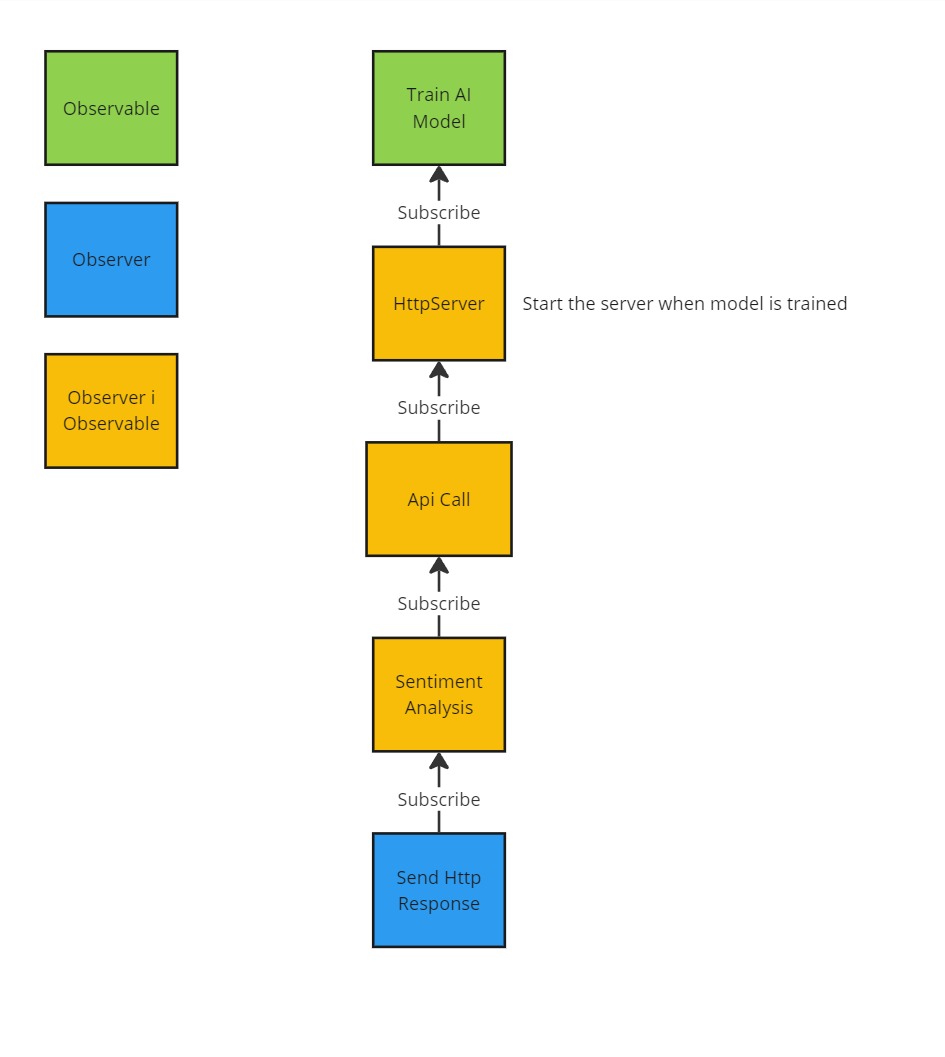 Observable
Observer
Observer i
Observable
Train AI
Model
Subscribe
HttpServer
Start the server when model is trained
Subscribe
Api Call
Subscribe
Sentiment
Analysis
Subscribe
Send Http
Response